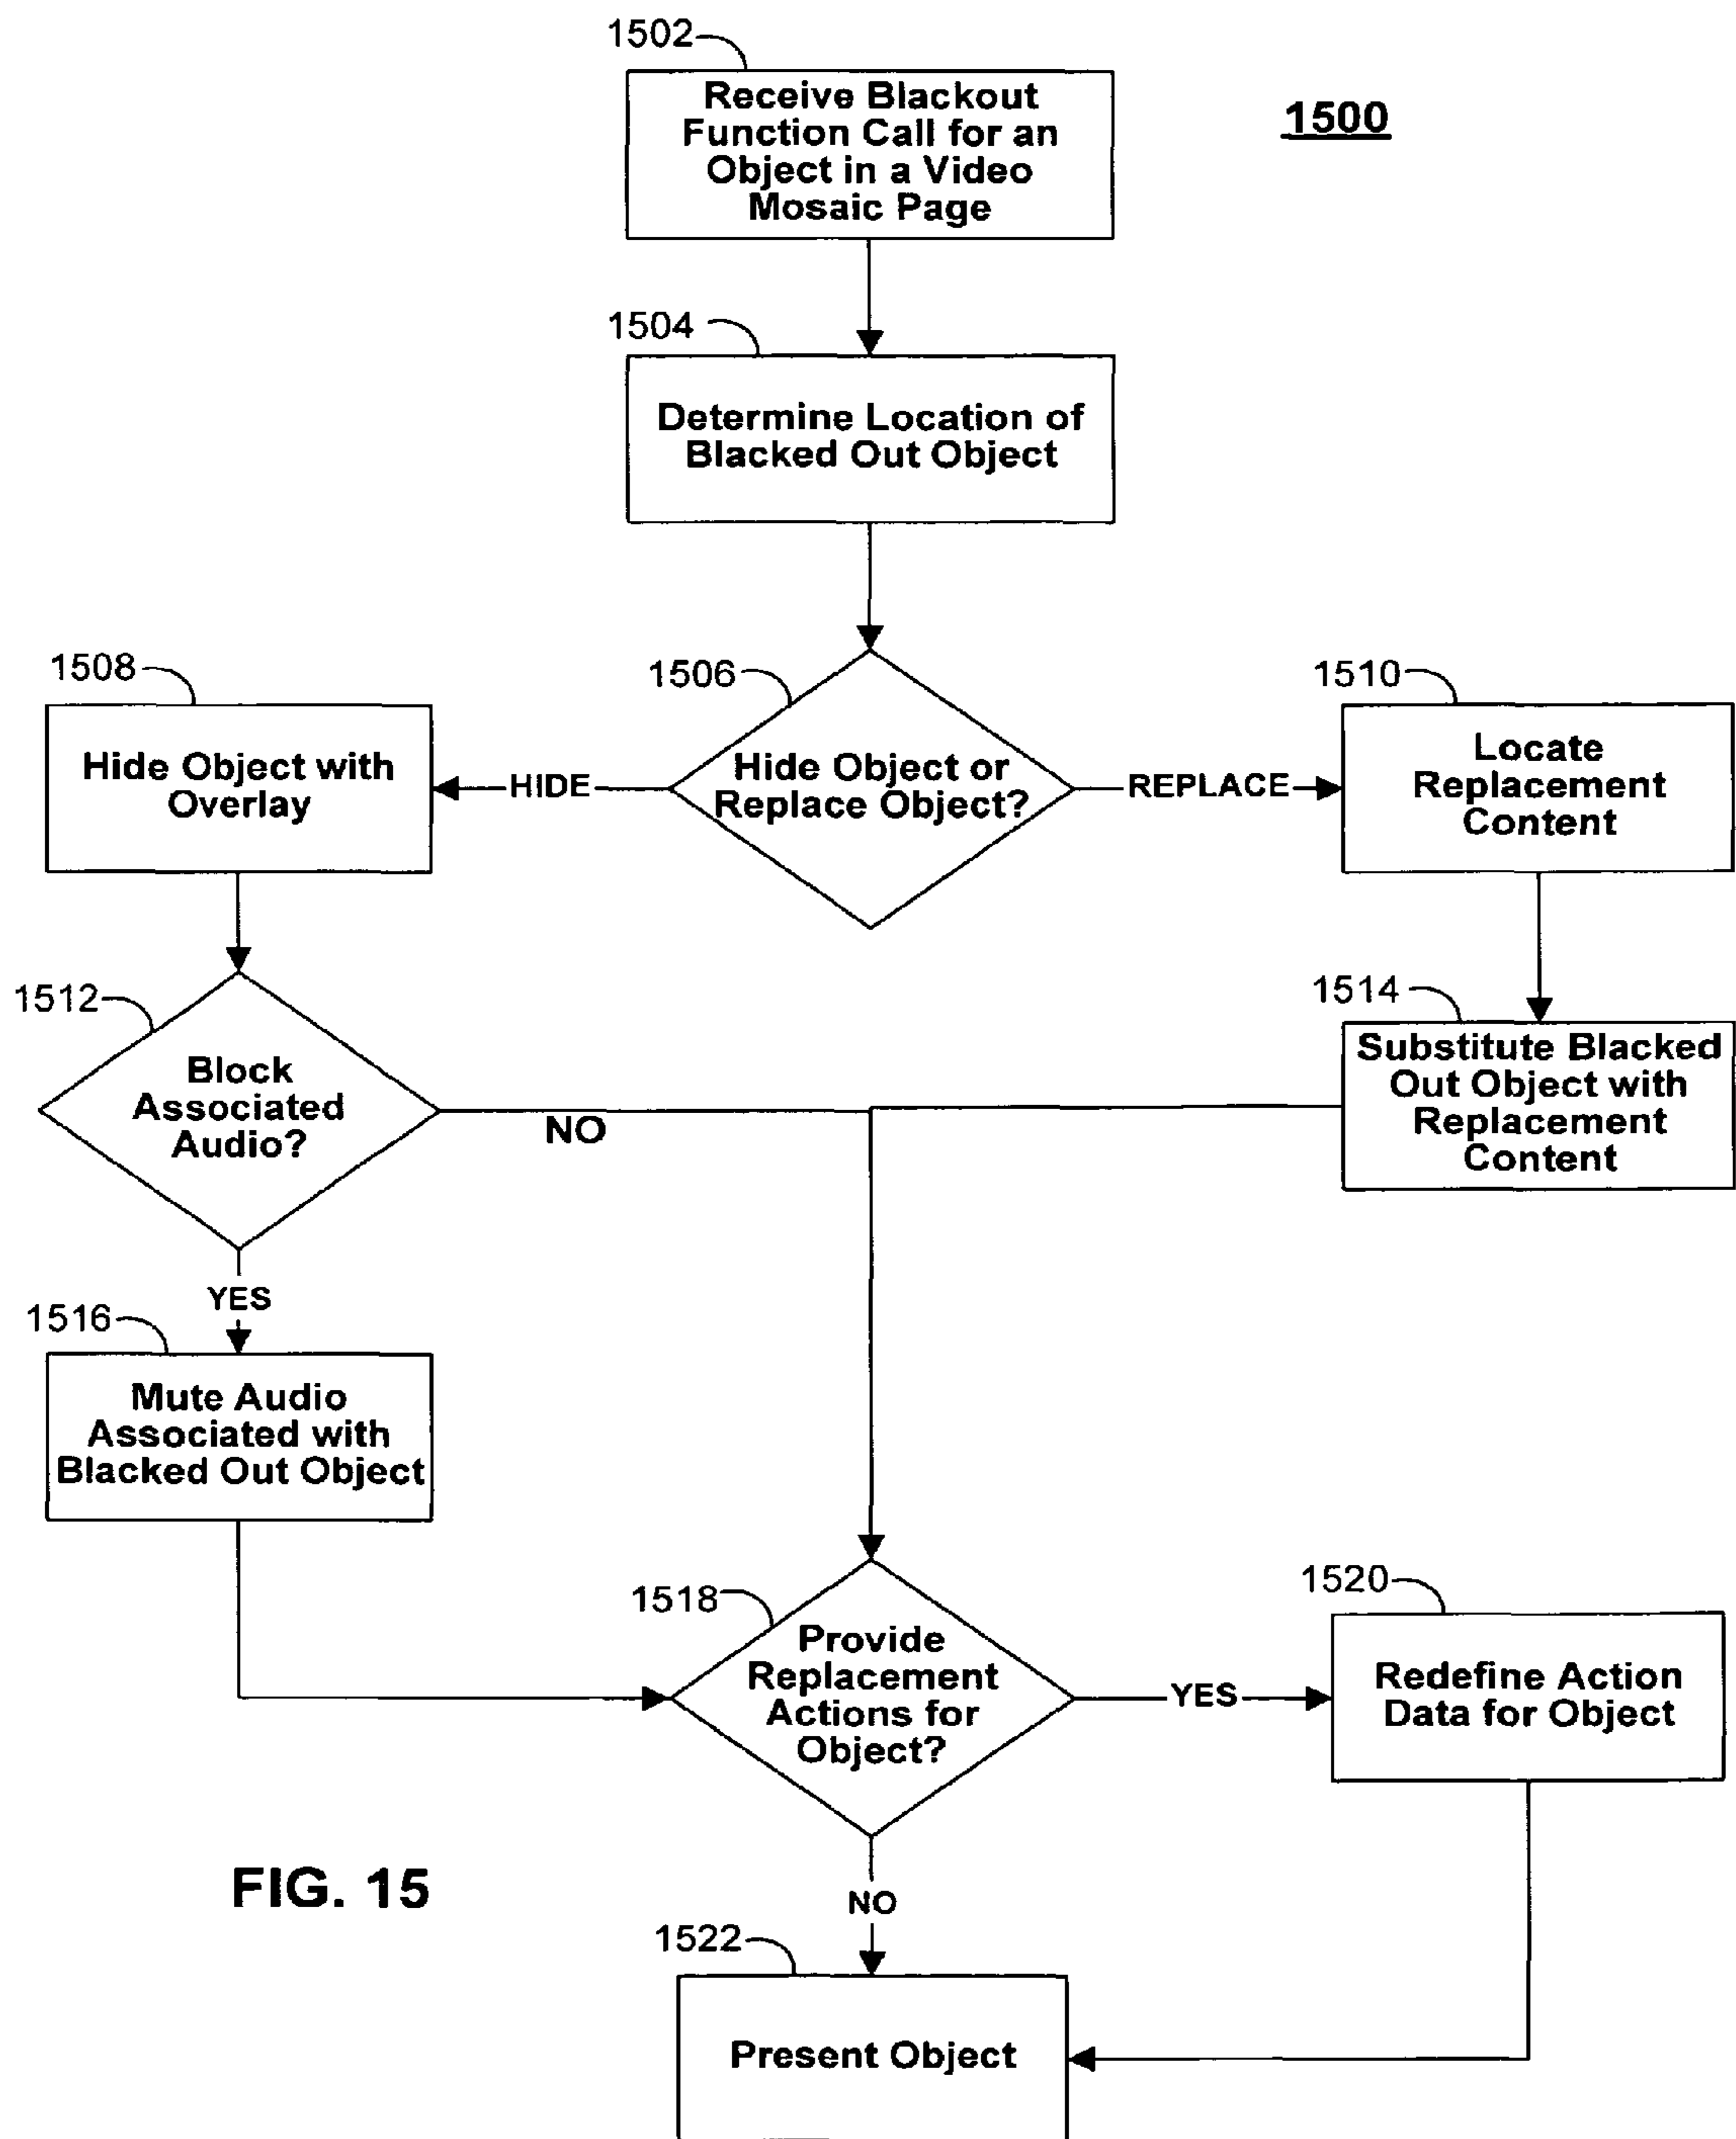 1502
Receive Blackout
Function Call for an
Object in a Video
Mosaic Page
1500
1504
Determine Location of
Blacked Out Object
1506
Hide Object or
Replace Object?
HIDE
REPLACE
1508
Hide Object with
Overlay
1510
Locate
Replacement
Content
1512
Block
Associated
Audio?
NO
YES
1514
Substitute Blacked
Out Object with
Replacement
Content
1516
Mute Audio
Associated with
Blacked Out Object
1518
Provide
Replacement
Actions for
Object?
YES
NO
1520
Redefine Action
Data for Object
1522
Present Object
FIG. 15